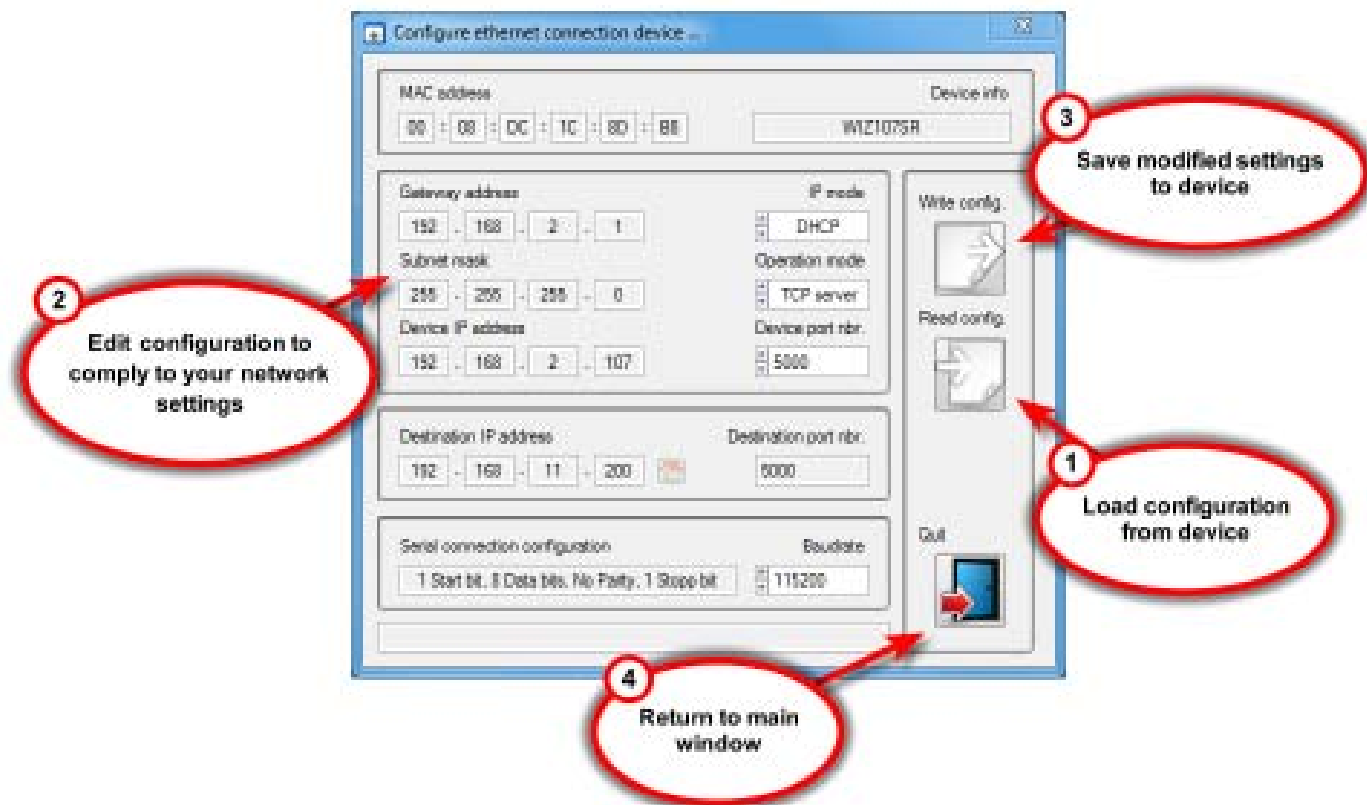 Configure ethernet connection device ...
MAC address
Device info
00 : 08 : DC : 1C : 8D : B8
WIZ107SR
3
Save modified settings
to device
Gateway address
IP mode
Write config.
192 . 168 . 2 . 1
DHCP
Subnet mask
Operation mode
255 . 255 . 255 . 0
TCP server
2
Edit configuration to
comply to your network
settings
Device IP address
Device port nbr.
Read config.
192 . 168 . 2 . 107
5000
Destination IP address
Destination port nbr.
192 . 168 . 11 . 200
5000
1
Load configuration
from device
Serial connection configuration
Baudrate
Quit
1 Start bit, 8 Data bits, No Parity, 1 Stopp bit
115200
4
Return to main
window